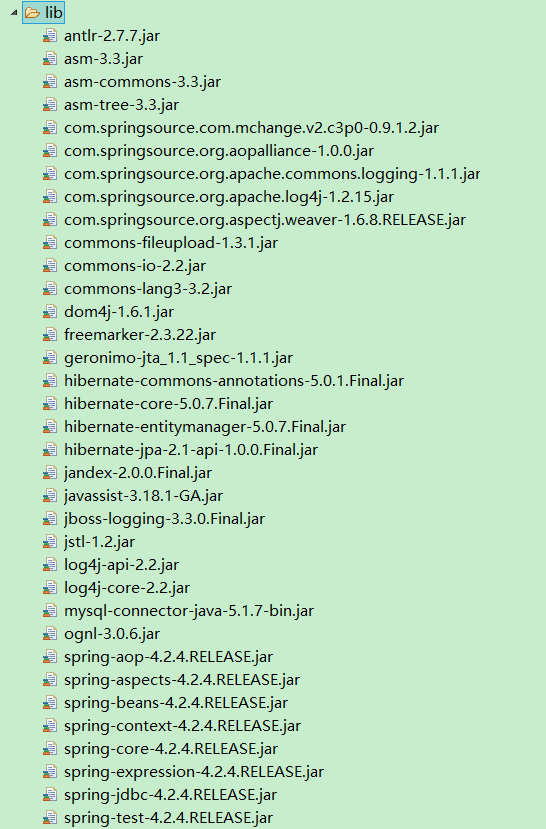 lib
antlr-2.7.7.jar
asm-3.3.jar
asm-commons-3.3.jar
asm-tree-3.3.jar
com.springsource.com.mchange.v2.c3p0-0.9.1.2.jar
com.springsource.org.aopalliance-1.0.0.jar
com.springsource.org.apache.commons.logging-1.1.1.jar
com.springsource.org.apache.log4j-1.2.15.jar
com.springsource.org.aspectj.weaver-1.6.8.RELEASE.jar
commons-fileupload-1.3.1.jar
commons-io-2.2.jar
commons-lang3-3.2.jar
dom4j-1.6.1.jar
freemarker-2.3.22.jar
geronimo-jta_1.1_spec-1.1.1.jar
hibernate-commons-annotations-5.0.1.Final.jar
hibernate-core-5.0.7.Final.jar
hibernate-entitymanager-5.0.7.Final.jar
hibernate-jpa-2.1-api-1.0.0.Final.jar
jandex-2.0.0.Final.jar
javassist-3.18.1-GA.jar
jboss-logging-3.3.0.Final.jar
jstl-1.2.jar
log4j-api-2.2.jar
log4j-core-2.2.jar
mysql-connector-java-5.1.7-bin.jar
ognl-3.0.6.jar
spring-aop-4.2.4.RELEASE.jar
spring-aspects-4.2.4.RELEASE.jar
spring-beans-4.2.4.RELEASE.jar
spring-context-4.2.4.RELEASE.jar
spring-core-4.2.4.RELEASE.jar
spring-expression-4.2.4.RELEASE.jar
spring-jdbc-4.2.4.RELEASE.jar
spring-test-4.2.4.RELEASE.jar